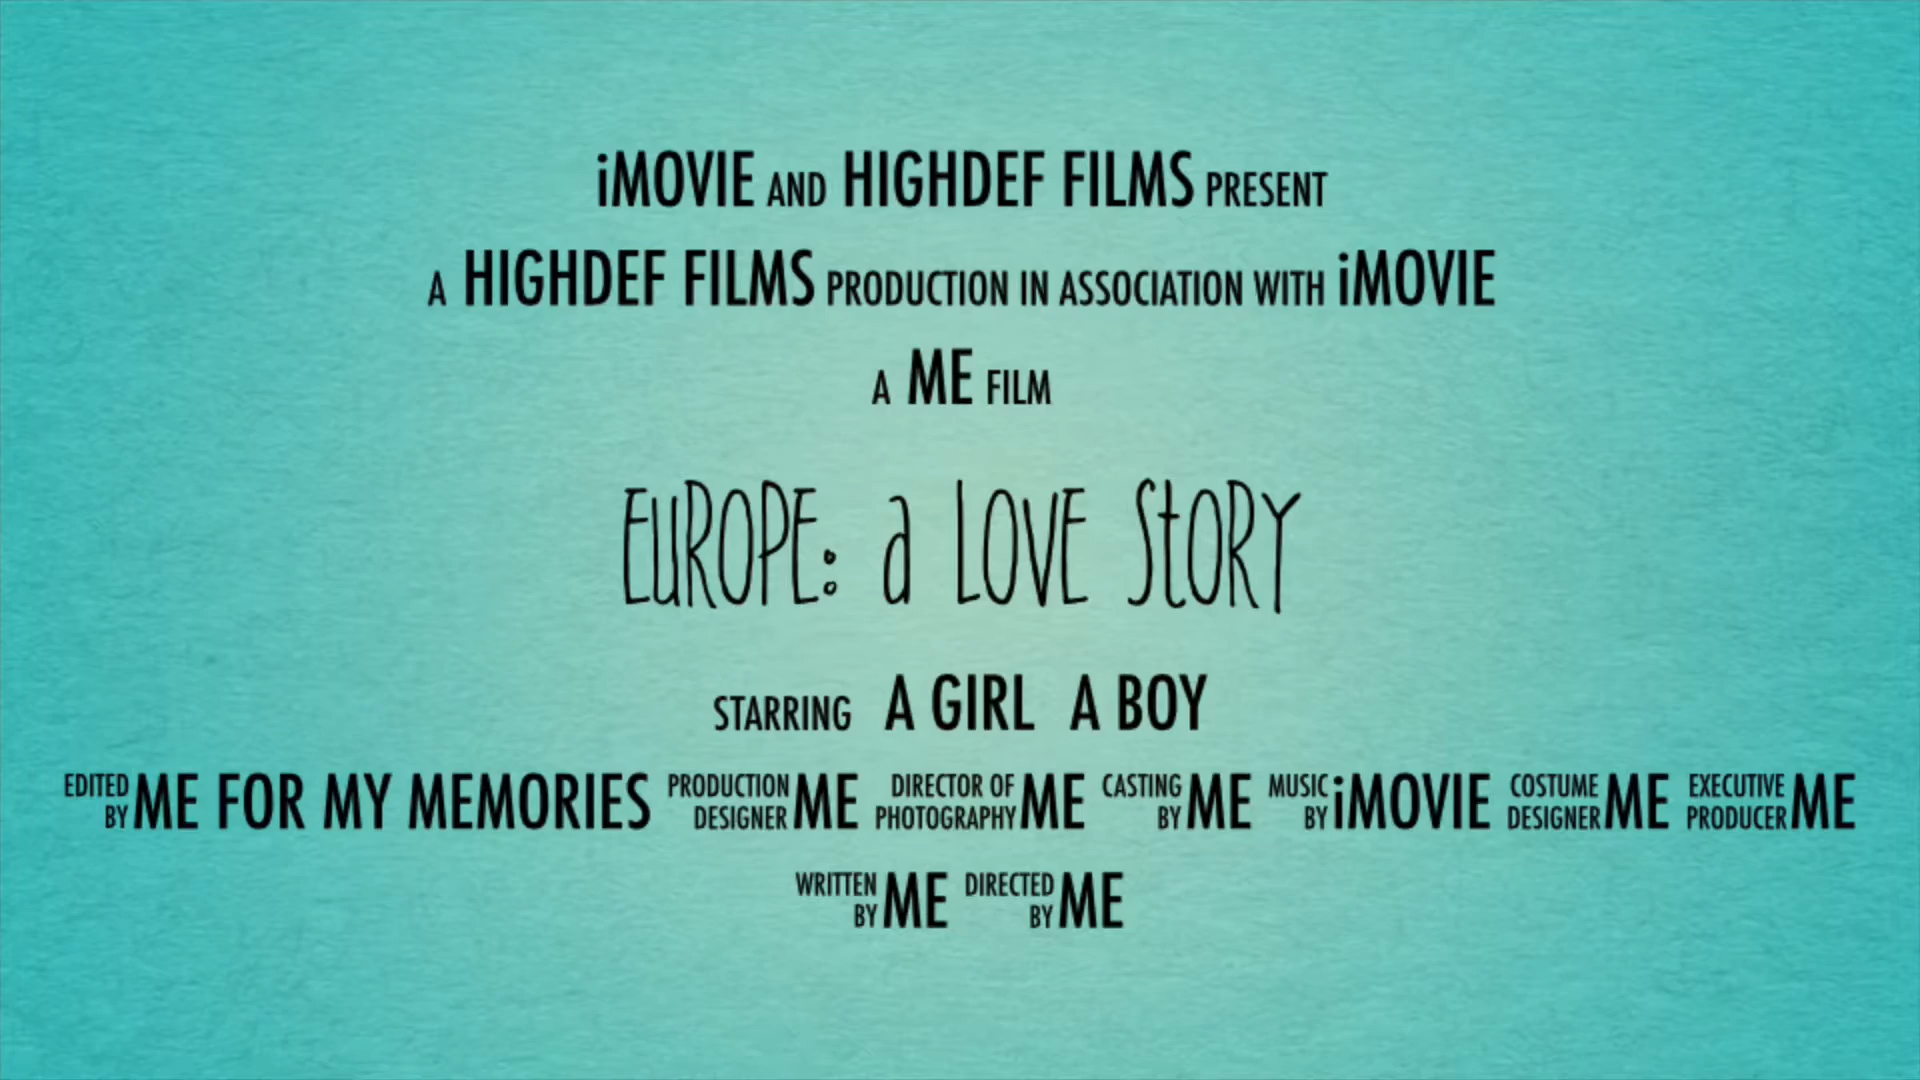 iMOVIE AND HIGHDEF FILMS PRESENT
A HIGHDEF FILMS PRODUCTION IN ASSOCIATION WITH iMOVIE
A ME FILM
EuROPE: a LOVE StORY
STARRING A GIRL A BOY
EDITED BY ME FOR MY MEMORIES PRODUCTION DESIGNER ME DIRECTOR OF PHOTOGRAPHY ME CASTING BY ME MUSIC BY iMOVIE COSTUME DESIGNER ME EXECUTIVE PRODUCER ME
WRITTEN BY ME DIRECTED BY ME